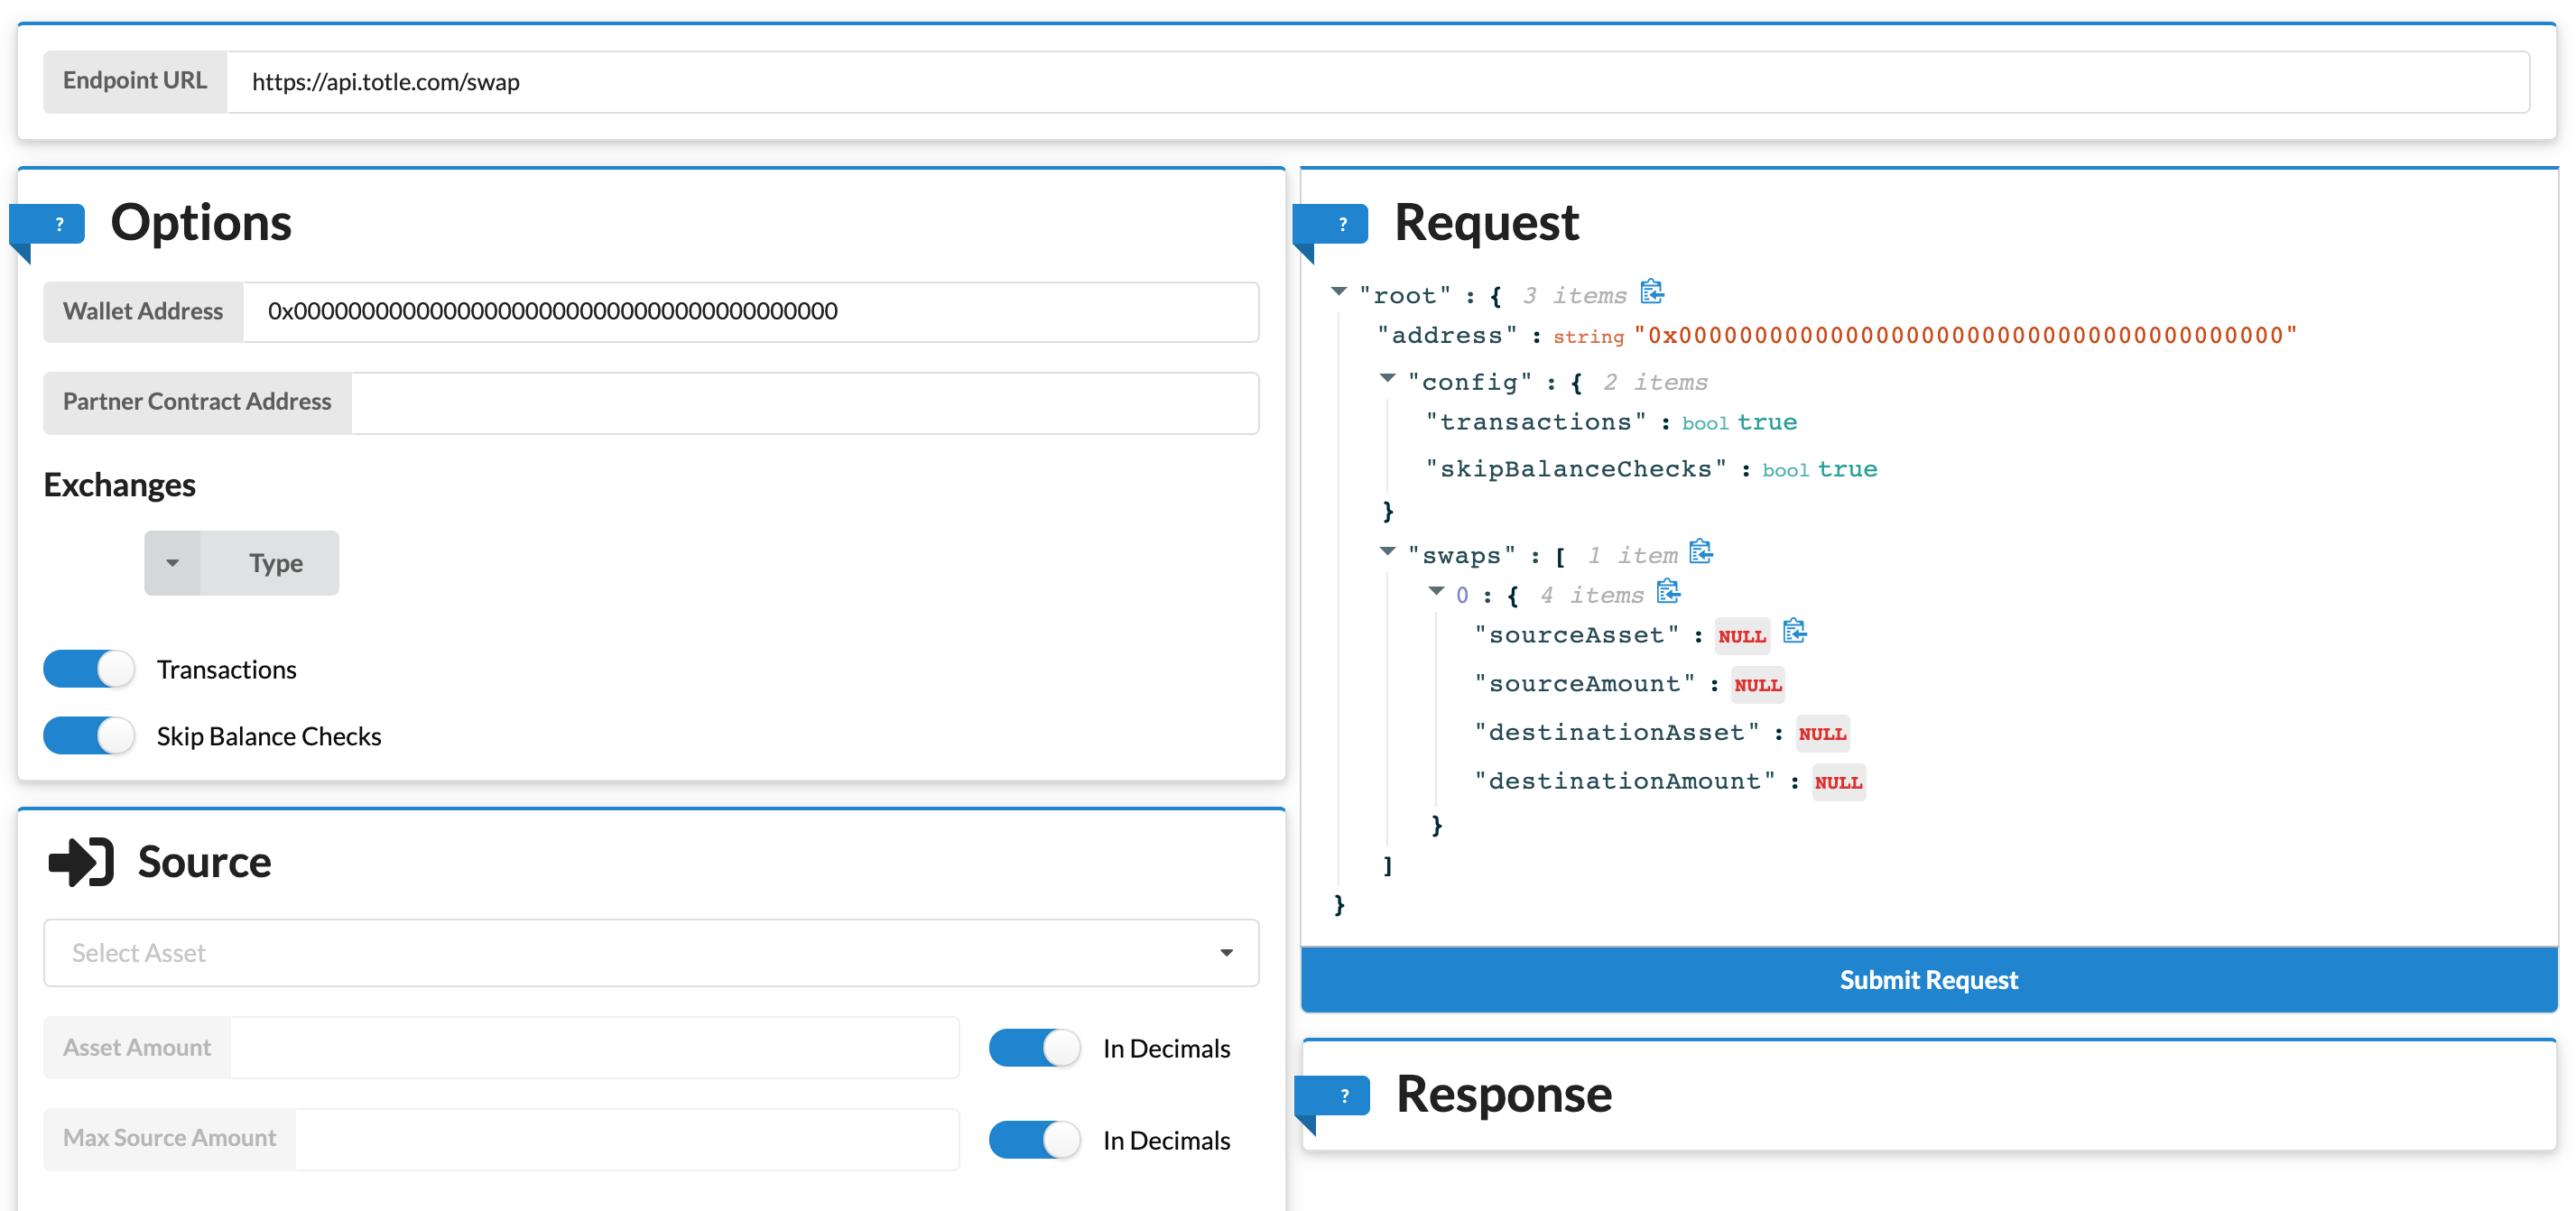 Endpoint URL
https://api.totle.com/swap
?
Options
Wallet Address
0x0000000000000000000000000000000000000000
Partner Contract Address
Exchanges
Type
Transactions
Skip Balance Checks
Source
Select Asset
Asset Amount
In Decimals
Max Source Amount
In Decimals
?
Request
"root" : { 3 items
"address" : string "0x0000000000000000000000000000000000000000"
"config" : { 2 items
"transactions" : bool true
"skipBalanceChecks" : bool true
}
"swaps" : [ 1 item
0 : { 4 items
"sourceAsset" : NULL
"sourceAmount" : NULL
"destinationAsset" : NULL
"destinationAmount" : NULL
}
]
}
Submit Request
?
Response